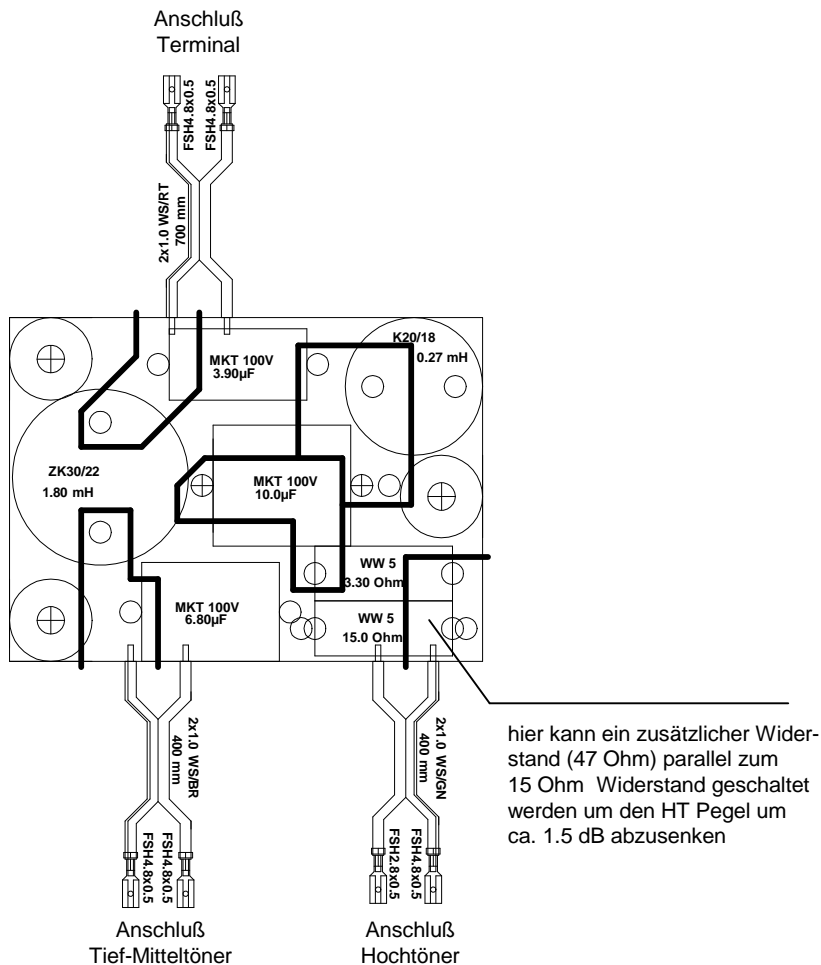 Anschluß
Terminal
FSH4.8x0.5
FSH4.8x0.5
2x1.0 WS/RT
700 mm
K20/18
0.27 mH
MKT 100V
3.90µF
ZK30/22
1.80 mH
MKT 100V
10.0µF
WW 5
3.30 Ohm
MKT 100V
6.80µF
WW 5
15.0 Ohm
2x1.0 WS/BR
400 mm
FSH4.8x0.5
FSH4.8x0.5
2x1.0 WS/GN
400 mm
FSH2.8x0.5
FSH4.8x0.5
hier kann ein zusätzlicher Wider-
stand (47 Ohm) parallel zum
15 Ohm Widerstand geschaltet
werden um den HT Pegel um
ca. 1.5 dB abzusenken
Anschluß
Tief-Mitteltöner
Anschluß
Hochtöner